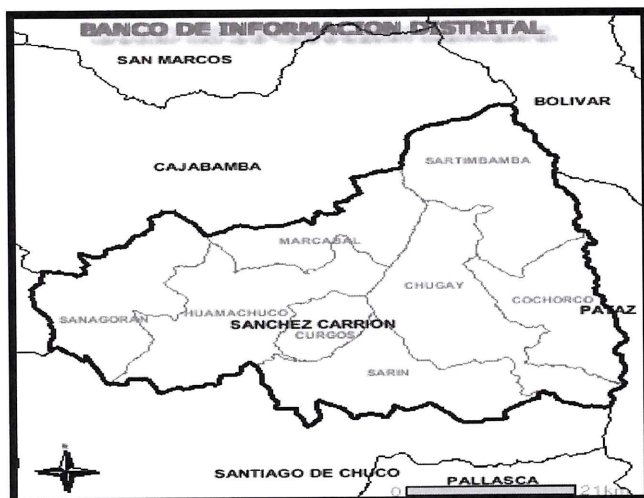 BANCO DE INFORMACION DISTRITAL
SAN MARCOS
BOLIVAR
CAJABAMBA
SARTIMBAMBA
MARCABAL
CHUGAY
COCHORCO
PATAZ
SANAGORAN
HUAMACHUCO
SANCHEZ CARRION
CURGOS
SARIN
SANTIAGO DE CHUCO
PALLASCA
0 21km